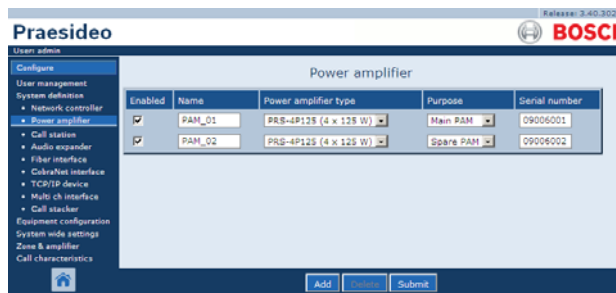 Release: 3.40.302
Praesideo
BOSCH
User: admin
Configure
User management
System definition
• Network controller
• Power amplifier
• Call station
• Audio expander
• Fiber interface
• CobraNet interface
• TCP/IP device
• Multi ch interface
• Call stacker
Equipment configuration
System wide settings
Zone & amplifier
Call characteristics
Power amplifier
Enabled Name Power amplifier type Purpose Serial number
PAM_01 PRS-4P125 (4 x 125 W) Main PAM 09006001
PAM_02 PRS-4P125 (4 x 125 W) Spare PAM 09006002
Add Delete Submit